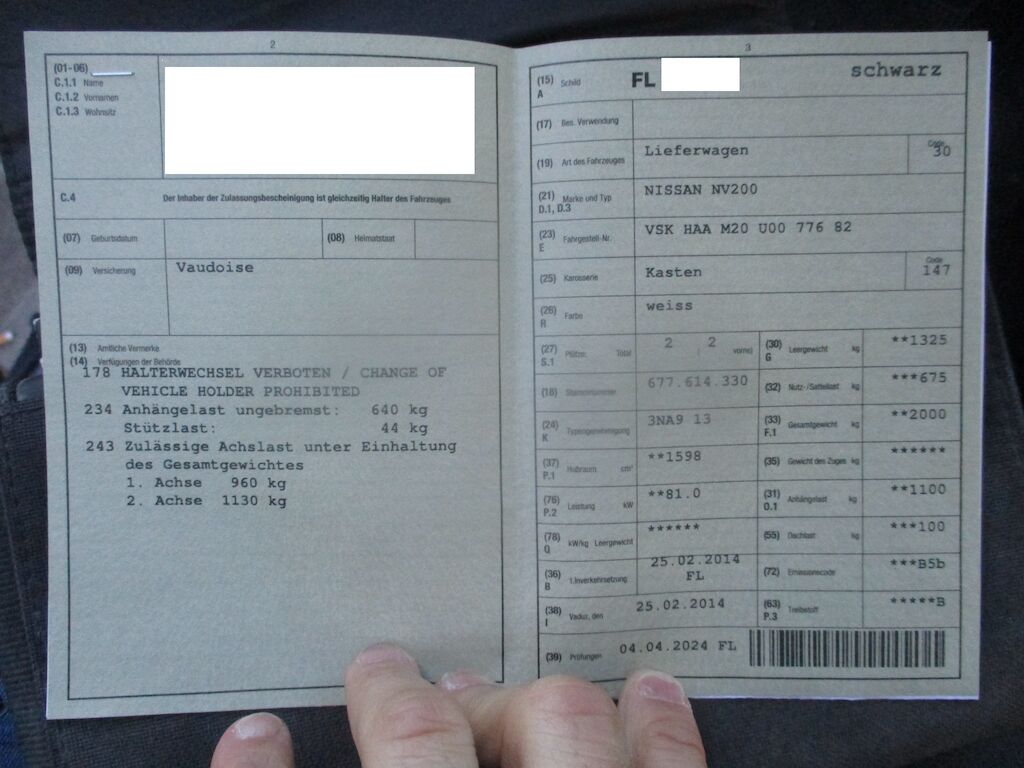 2
(01-06)
C.1.1 Name
C.1.2 Vornamen
C.1.3 Wohnsitz
C.4 Der Inhaber der Zulassungsbescheinigung ist gleichzeitig Halter des Fahrzeuges
(07) Geburtsdatum (08) Heimatstaat
(09) Versicherung Vaudoise
(13) Amtliche Vermerke
(14) Verfügungen der Behörde
178 HALTERWECHSEL VERBOTEN / CHANGE OF
VEHICLE HOLDER PROHIBITED
234 Anhängelast ungebremst: 640 kg
Stützlast: 44 kg
243 Zulässige Achslast unter Einhaltung
des Gesamtgewichtes
1. Achse 960 kg
2. Achse 1130 kg
3
(15) A Schild FL schwarz
(17) Bes. Verwendung
(19) Art des Fahrzeuges Lieferwagen Code 30
(21) D.1, D.3 Marke und Typ NISSAN NV200
(23) E Fahrgestell-Nr. VSK HAA M20 U00 776 82
(25) Karosserie Kasten Code 147
(26) R Farbe weiss
(27) S.1 Plätze: Total 2 / 2 vorne) (30) G Leergewicht kg **1325
(18) Stammnummer 677.614.330 (32) Nutz-/Sattellast kg ***675
(24) K Typengenehmigung 3NA9 13 (33) F.1 Gesamtgewicht kg **2000
(37) P.1 Hubraum cm³ **1598 (35) Gewicht des Zuges kg ******
(76) P.2 Leistung kW **81.0 (31) O.1 Anhängelast kg **1100
(78) Q kW/kg Leergewicht ****** (55) Dachlast kg ***100
(36) B 1.Inverkehrsetzung 25.02.2014 FL (72) Emissionscode ***B5b
(38) I Vaduz, den 25.02.2014 (63) P.3 Treibstoff *****B
(39) Prüfungen 04.04.2024 FL